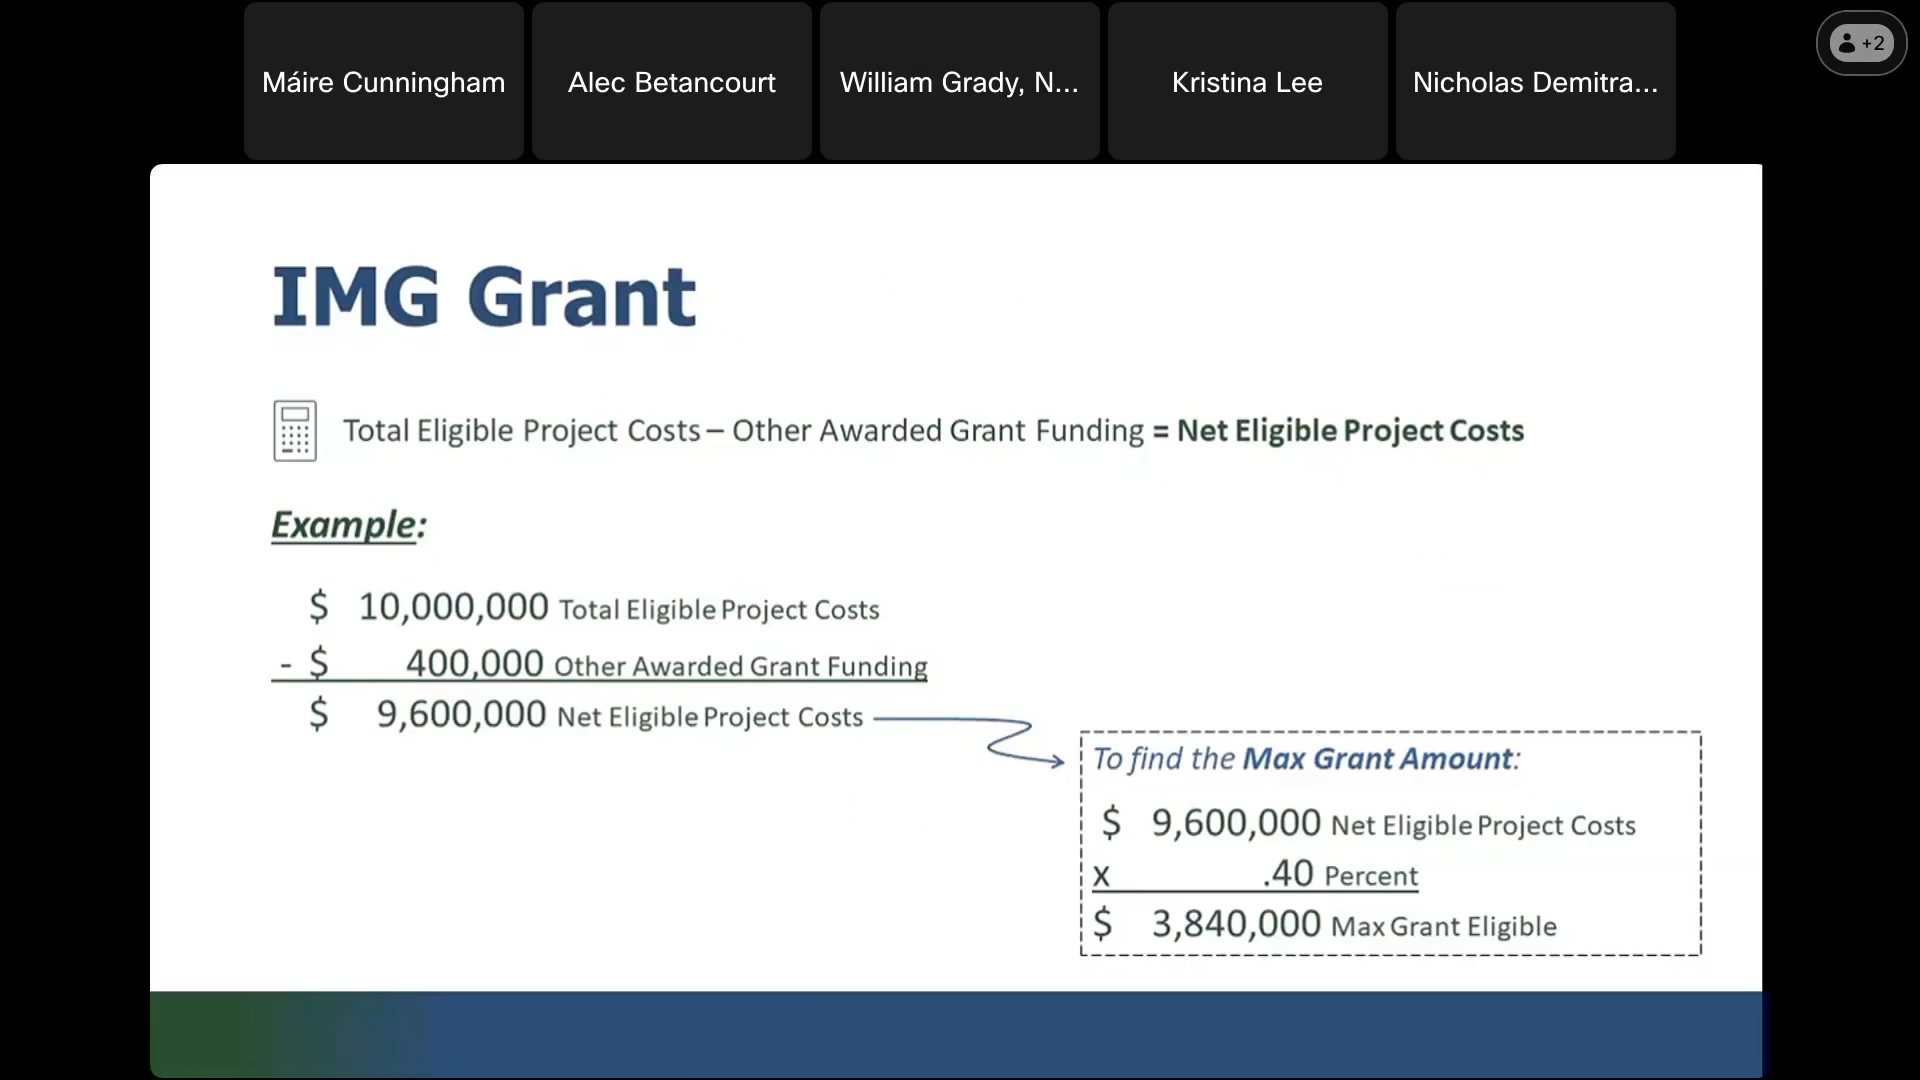 Máire Cunningham
Alec Betancourt
William Grady, N...
Kristina Lee
Nicholas Demitra...
+2
IMG Grant
Total Eligible Project Costs – Other Awarded Grant Funding = Net Eligible Project Costs
Example:
$ 10,000,000 Total Eligible Project Costs
- $ 400,000 Other Awarded Grant Funding
$ 9,600,000 Net Eligible Project Costs
To find the Max Grant Amount:
$ 9,600,000 Net Eligible Project Costs
x .40 Percent
$ 3,840,000 Max Grant Eligible